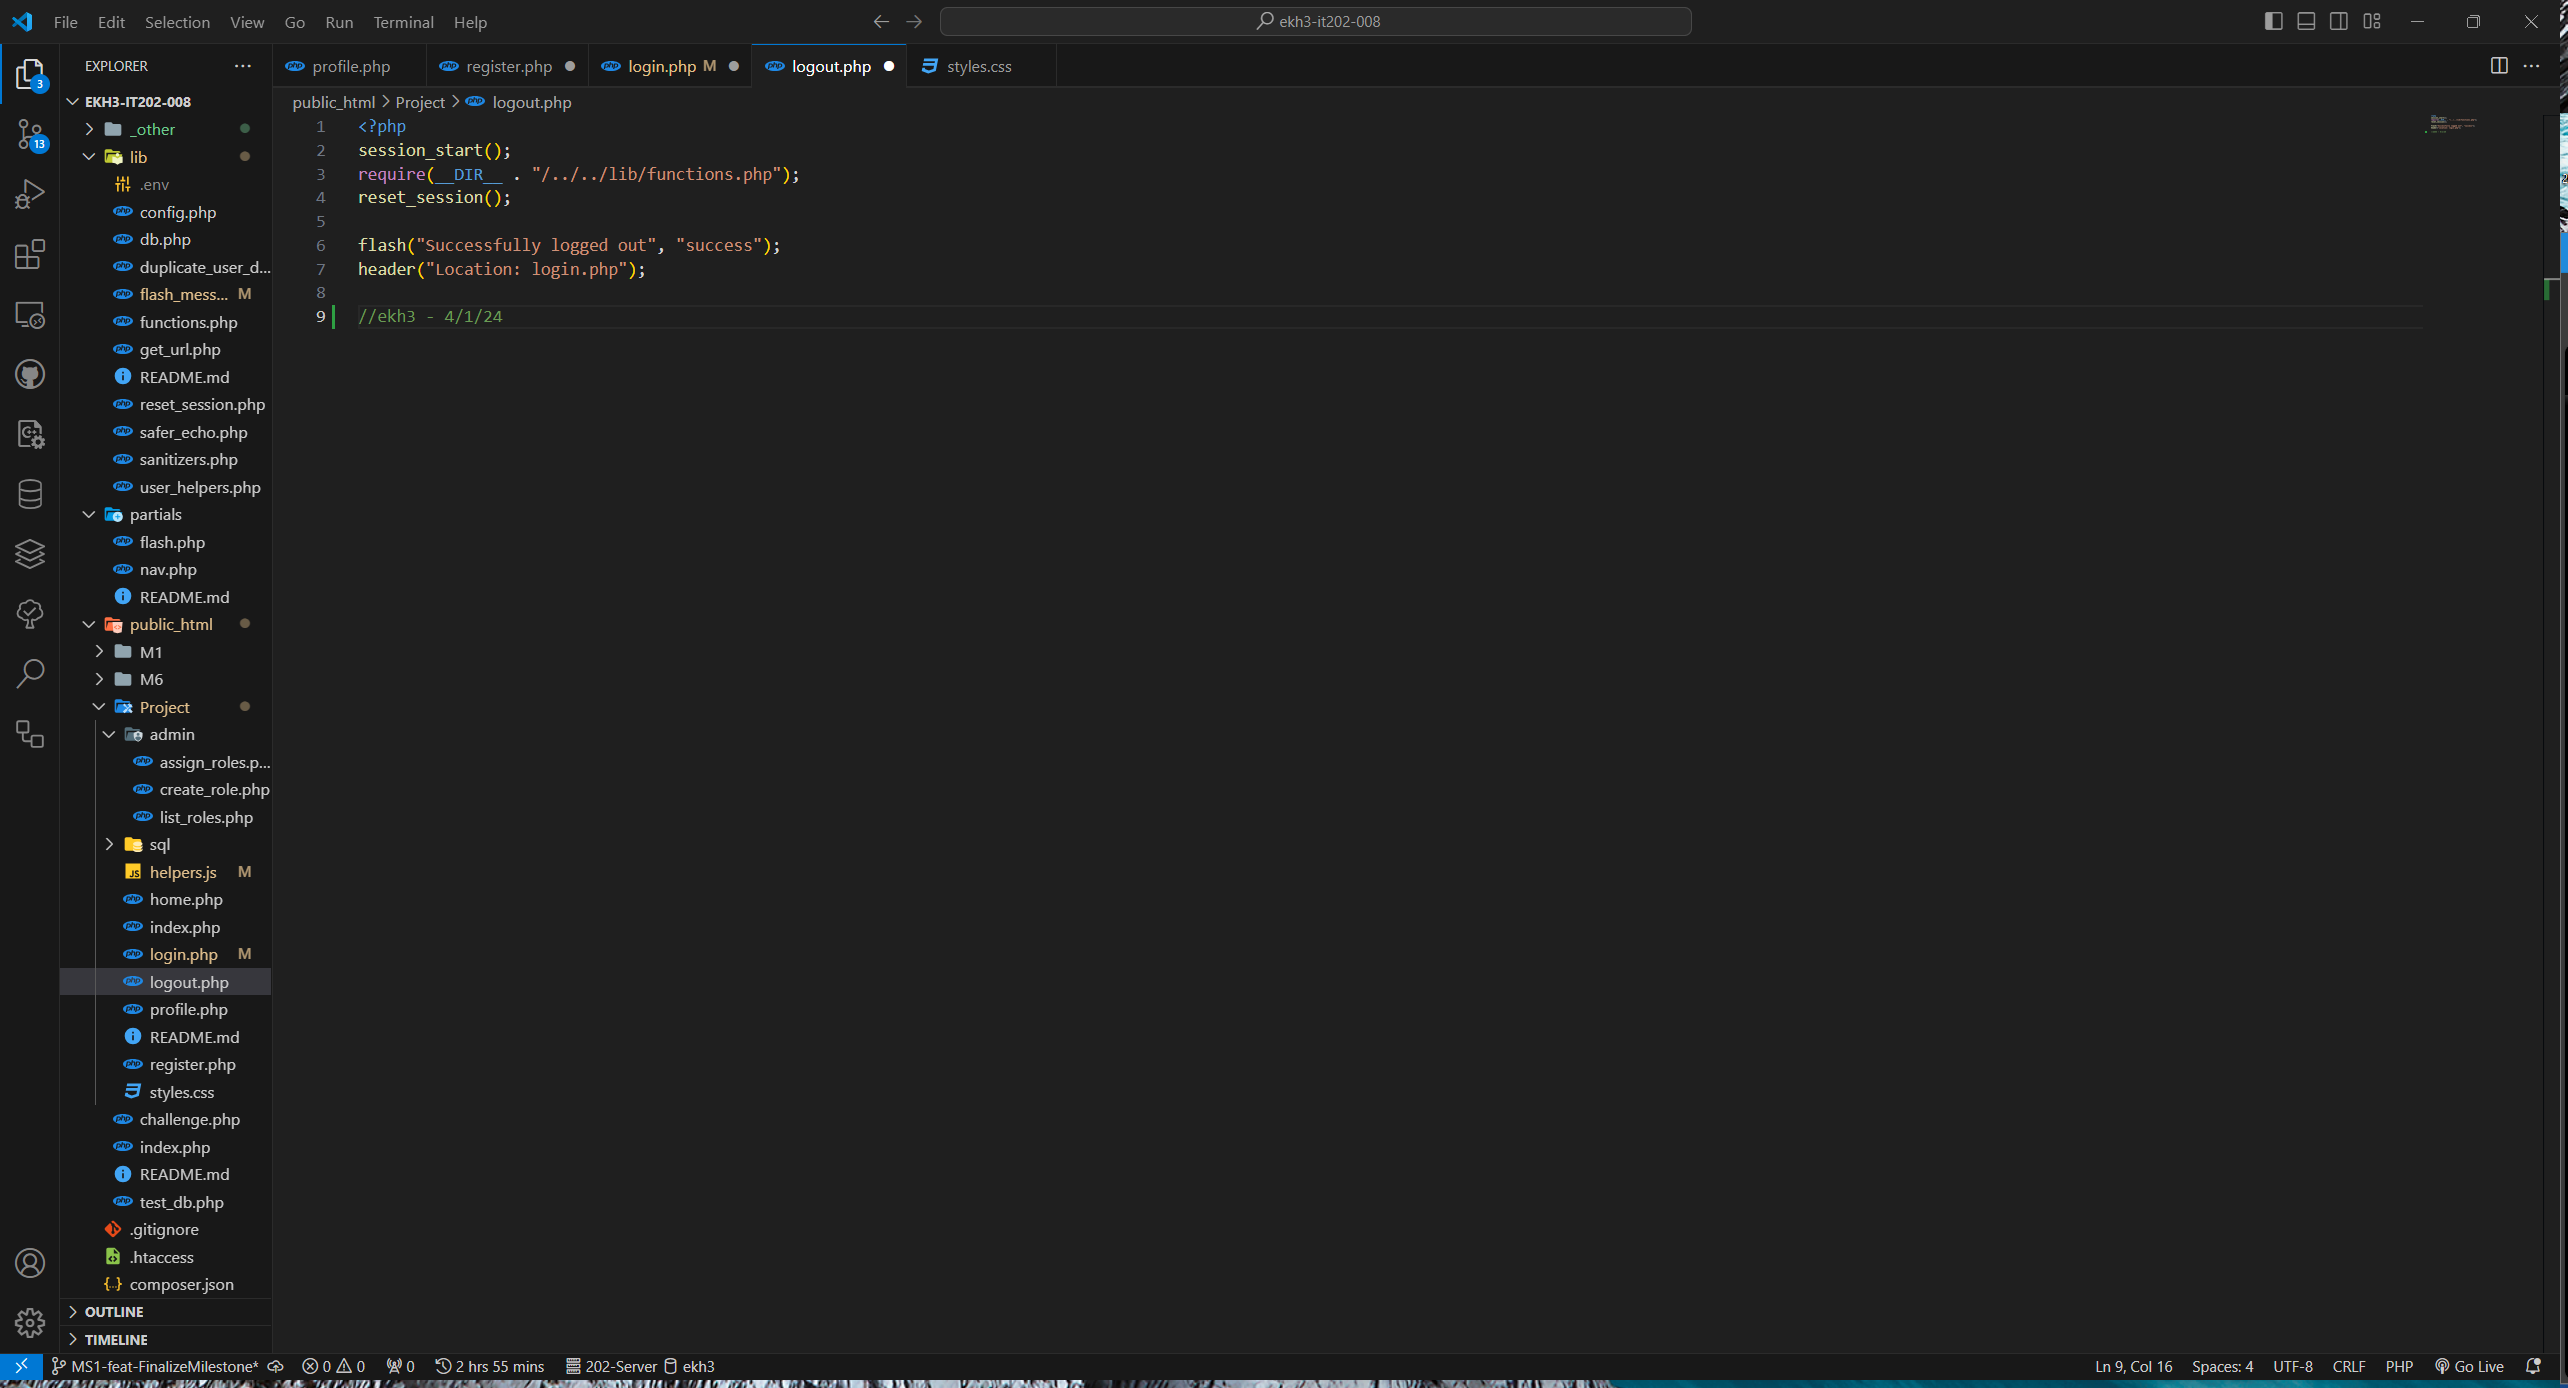 File Edit Selection View Go Run Terminal Help
ekh3-it202-008
EXPLORER
profile.php
register.php
login.php M
logout.php
styles.css
3
13
EKH3-IT202-008
_other
lib
.env
config.php
db.php
duplicate_user_d...
flash_mess... M
functions.php
get_url.php
README.md
reset_session.php
safer_echo.php
sanitizers.php
user_helpers.php
partials
flash.php
nav.php
README.md
public_html
M1
M6
Project
admin
assign_roles.p...
create_role.php
list_roles.php
sql
helpers.js M
home.php
index.php
login.php M
logout.php
profile.php
README.md
register.php
styles.css
challenge.php
index.php
README.md
test_db.php
.gitignore
.htaccess
composer.json
OUTLINE
TIMELINE
public_html > Project > logout.php
1 <?php
2 session_start();
3 require(__DIR__ . "/../../lib/functions.php");
4 reset_session();
5
6 flash("Successfully logged out", "success");
7 header("Location: login.php");
8
9 //ekh3 - 4/1/24
MS1-feat-FinalizeMilestone* 0 0 0 2 hrs 55 mins 202-Server ekh3
Ln 9, Col 16 Spaces: 4 UTF-8 CRLF PHP Go Live